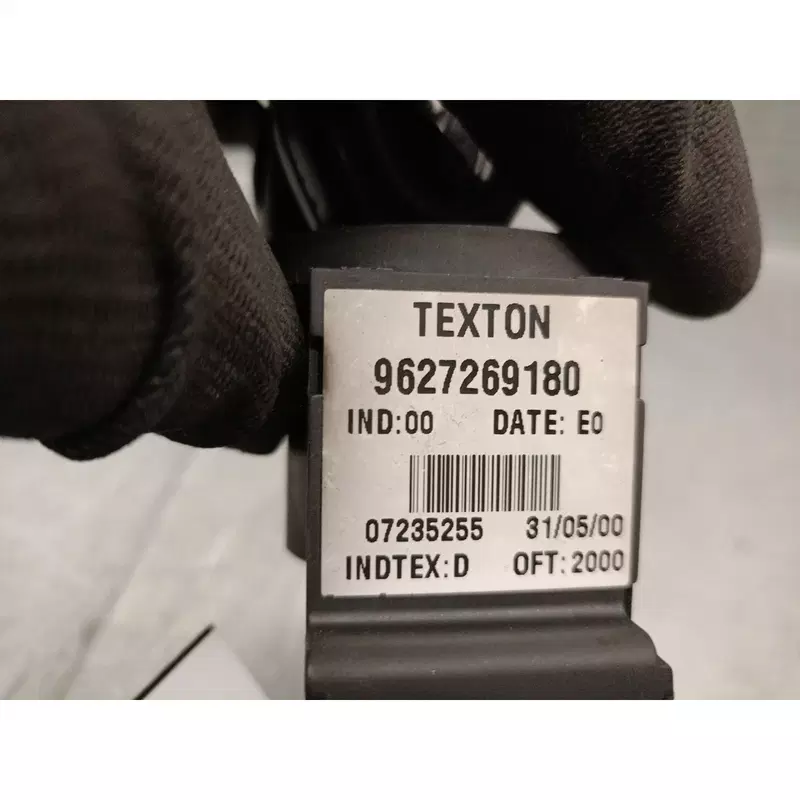 TEXTON
9627269180
IND:00 DATE: E0
07235255 31/05/00
INDTEX:D OFT:2000